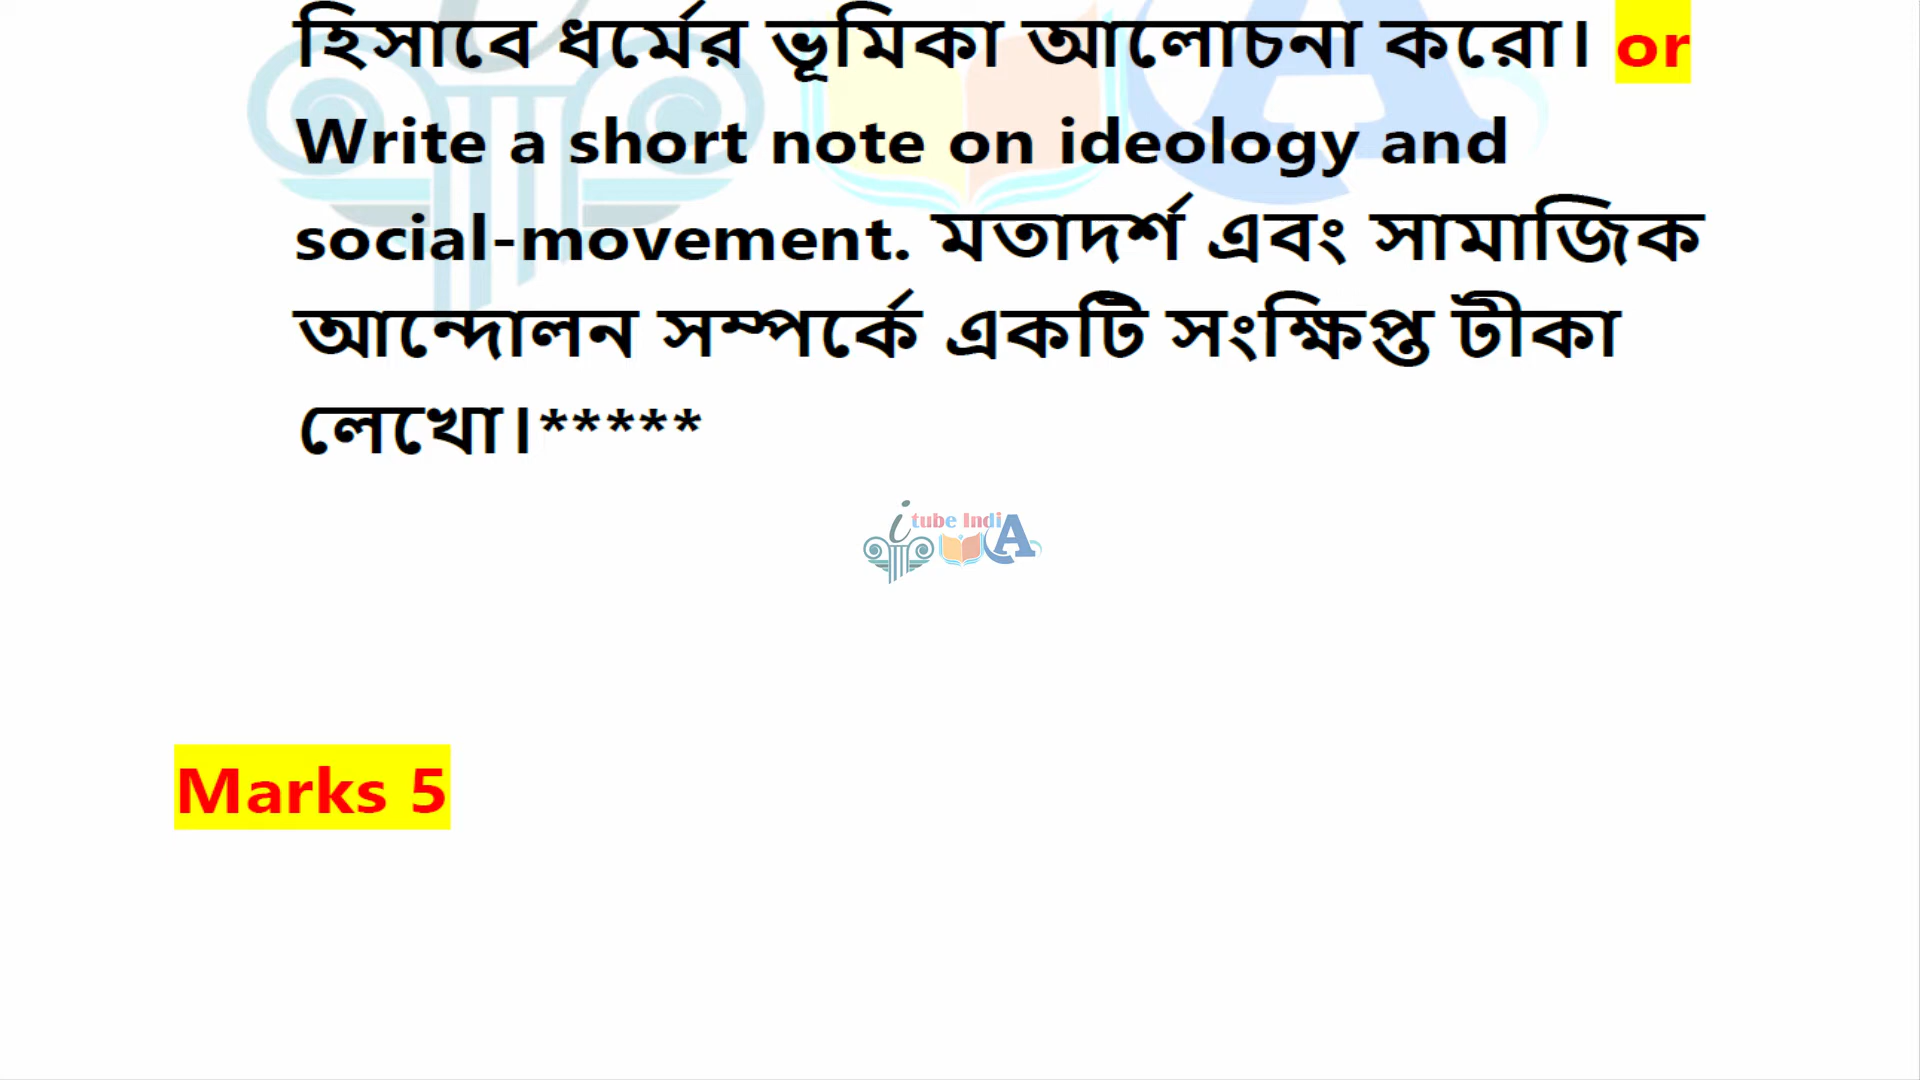 হিসাবে ধর্মের ভূমিকা আলোচনা করো। or
Write a short note on ideology and
social-movement. মতাদর্শ এবং সামাজিক
আন্দোলন সম্পর্কে একটি সংক্ষিপ্ত টীকা
লেখো।*****
i tube IndiA
Marks 5